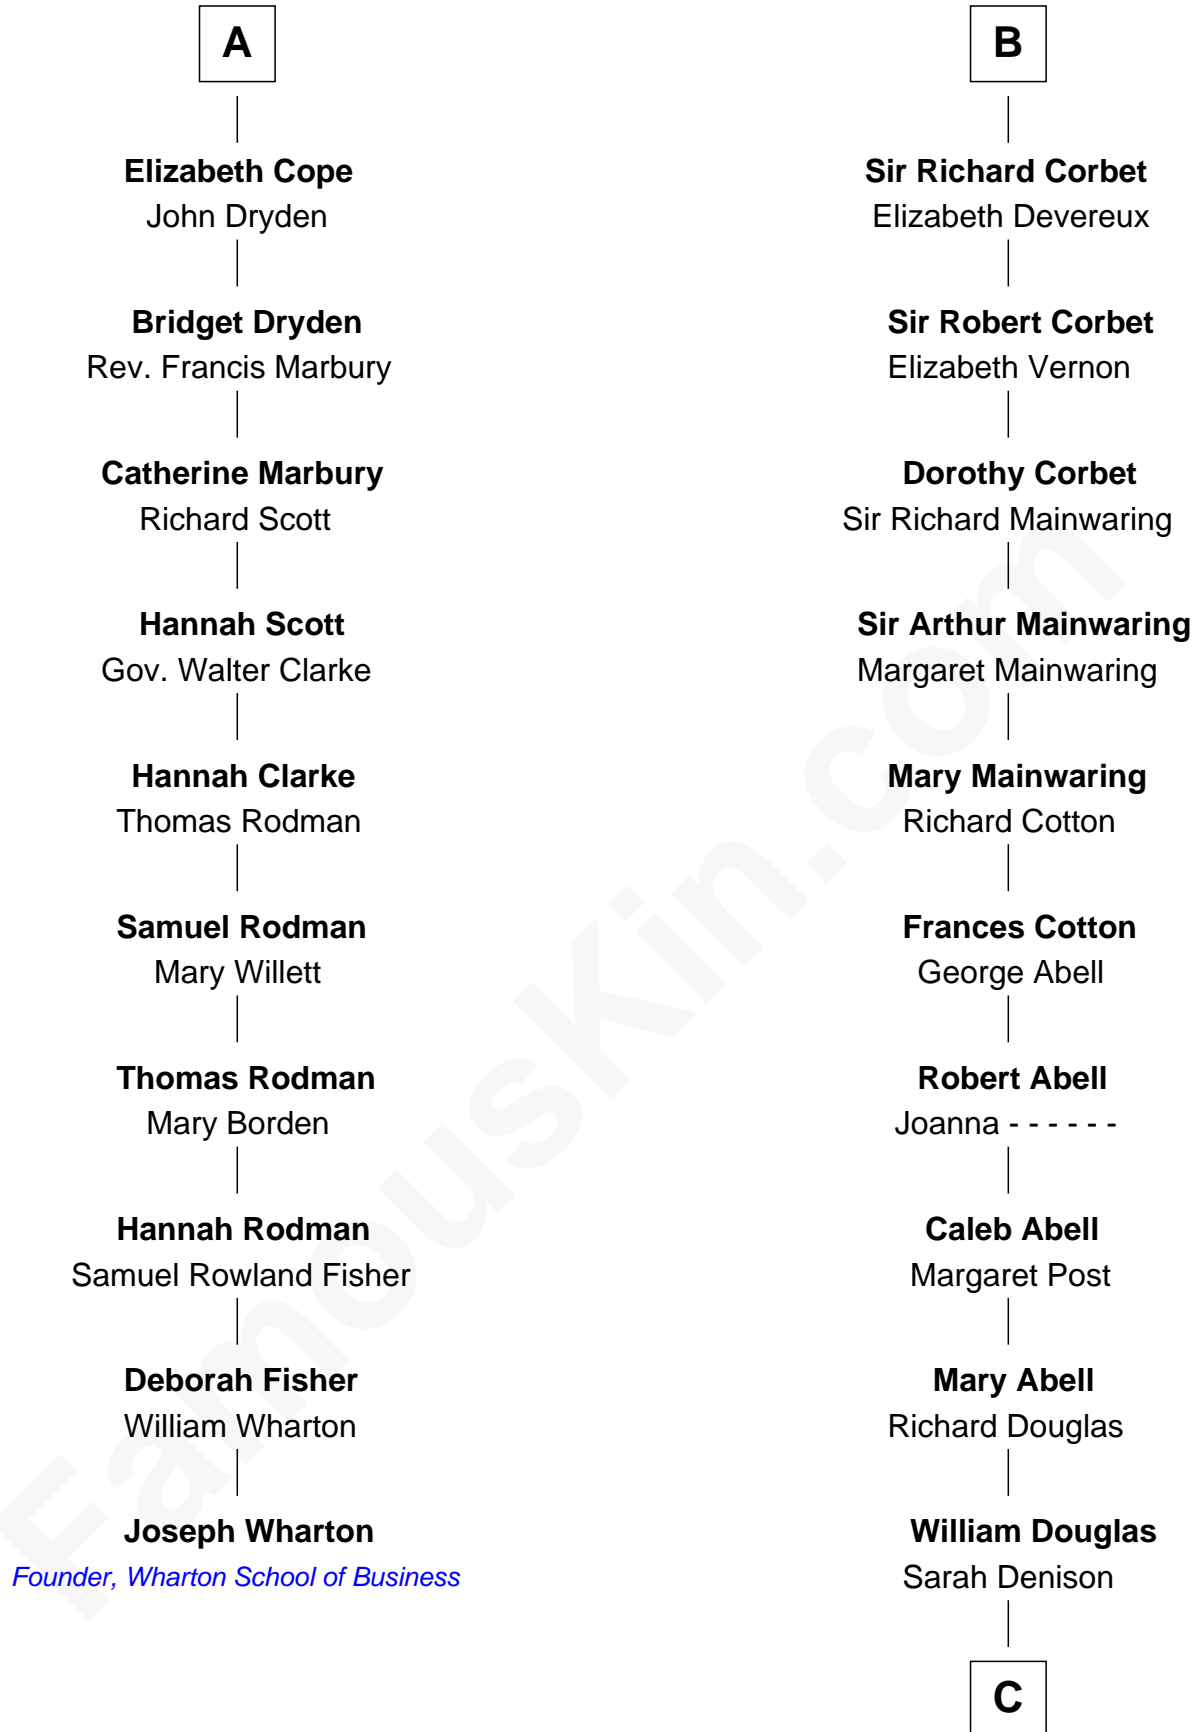 A
Elizabeth Cope
John Dryden
Bridget Dryden
Rev. Francis Marbury
Catherine Marbury
Richard Scott
Hannah Scott
Gov. Walter Clarke
Hannah Clarke
Thomas Rodman
Samuel Rodman
Mary Willett
Thomas Rodman
Mary Borden
Hannah Rodman
Samuel Rowland Fisher
Deborah Fisher
William Wharton
Joseph Wharton
Founder, Wharton School of Business
B
Sir Richard Corbet
Elizabeth Devereux
Sir Robert Corbet
Elizabeth Vernon
Dorothy Corbet
Sir Richard Mainwaring
Sir Arthur Mainwaring
Margaret Mainwaring
Mary Mainwaring
Richard Cotton
Frances Cotton
George Abell
Robert Abell
Joanna - - - - - -
Caleb Abell
Margaret Post
Mary Abell
Richard Douglas
William Douglas
Sarah Denison
C
FamousKin.com